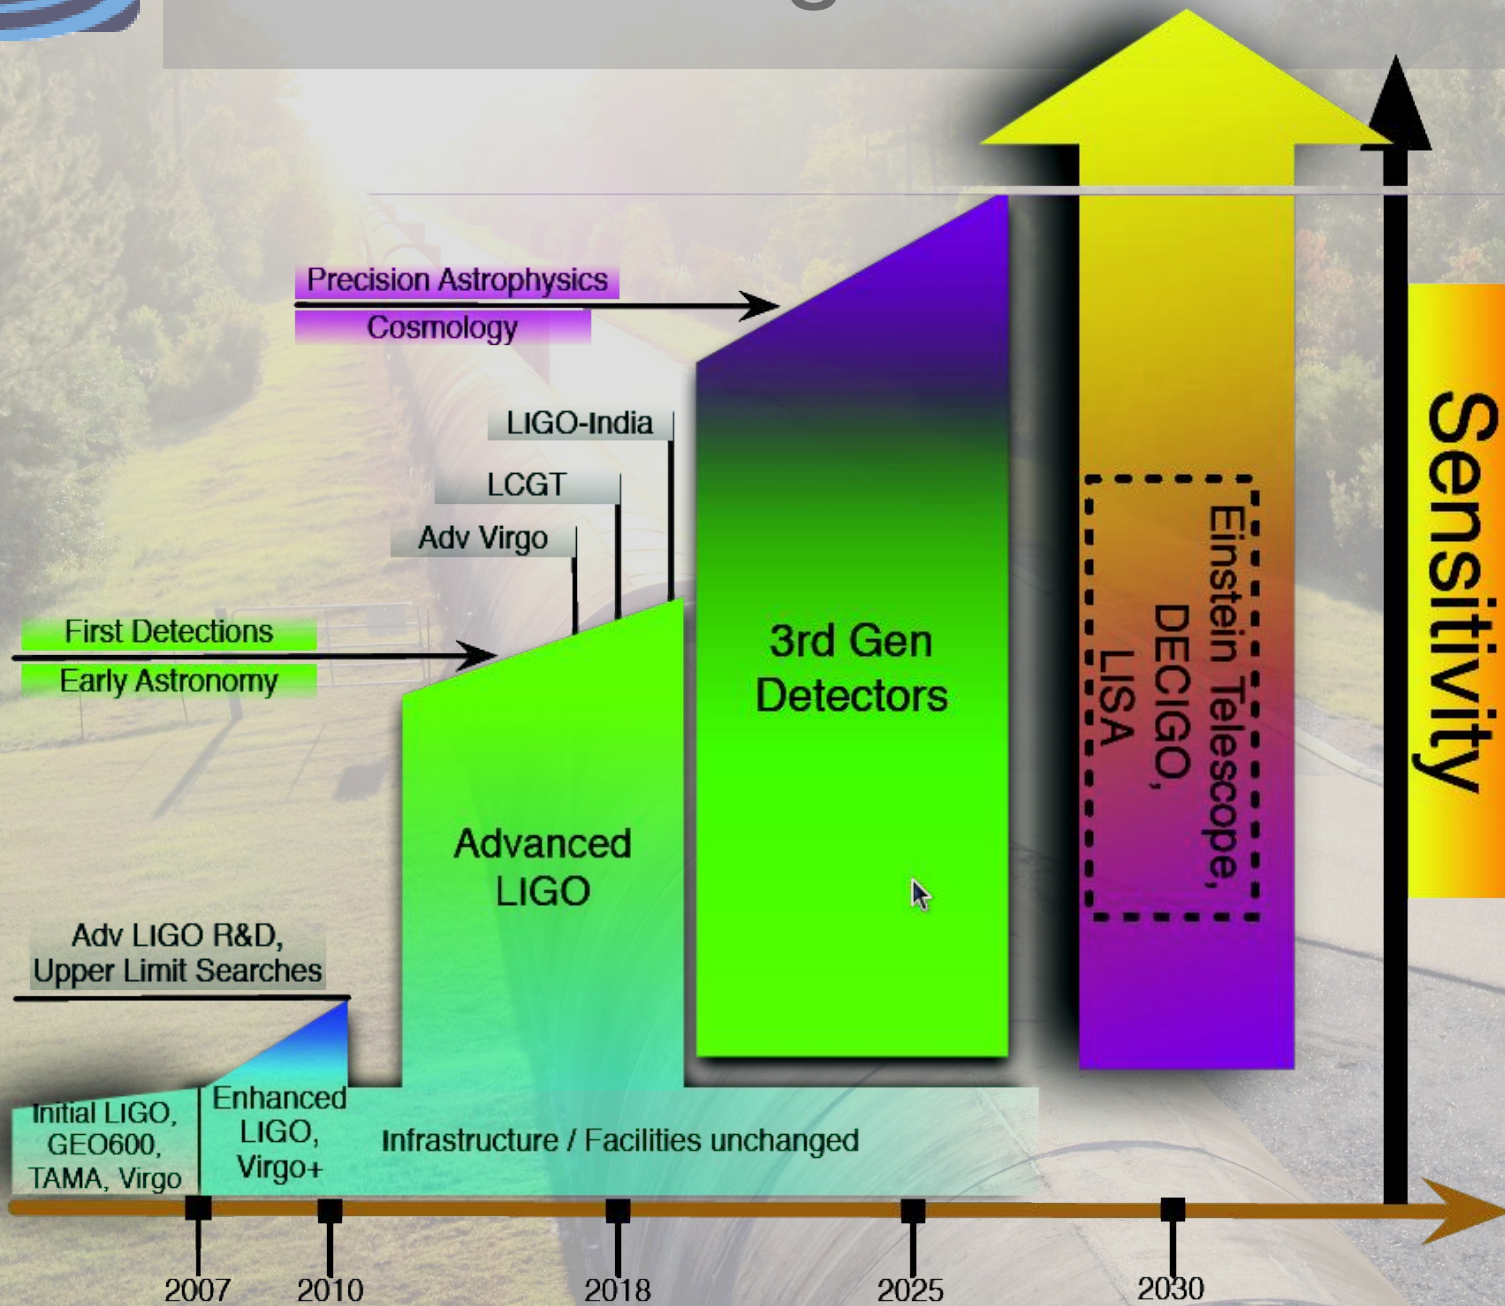 Precision Astrophysics
Cosmology
LIGO-India
LCGT
Adv Virgo
First Detections
Early Astronomy
3rd Gen
Detectors
Einstein Telescope,
DECIGO,
LISA
Sensitivity
Advanced
LIGO
Adv LIGO R&D,
Upper Limit Searches
Initial LIGO,
GEO600,
TAMA, Virgo
Enhanced
LIGO,
Virgo+
Infrastructure / Facilities unchanged
2007
2010
2018
2025
2030